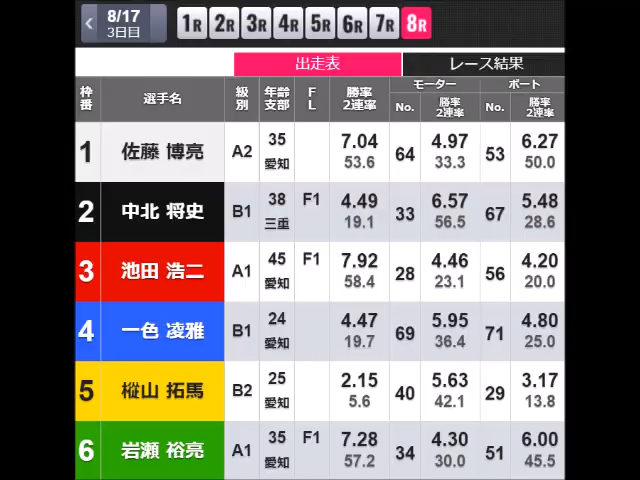 8/17
3日目
1R 2R 3R 4R 5R 6R 7R 8R
出走表 レース結果
枠番 選手名 級別 年齢支部 F L 勝率2連率 モーター ボート
No. 勝率2連率 No. 勝率2連率
1 佐藤 博亮 A2 35 愛知 7.04 53.6 64 4.97 33.3 53 6.27 50.0
2 中北 将史 B1 38 三重 F1 4.49 19.1 33 6.57 56.5 67 5.48 28.6
3 池田 浩二 A1 45 愛知 F1 7.92 58.4 28 4.46 23.1 56 4.20 20.0
4 一色 凌雅 B1 24 愛知 4.47 19.7 69 5.95 36.4 71 4.80 25.0
5 樅山 拓馬 B2 25 愛知 2.15 5.6 40 5.63 42.1 29 3.17 13.8
6 岩瀬 裕亮 A1 35 愛知 F1 7.28 57.2 34 4.30 30.0 51 6.00 45.5